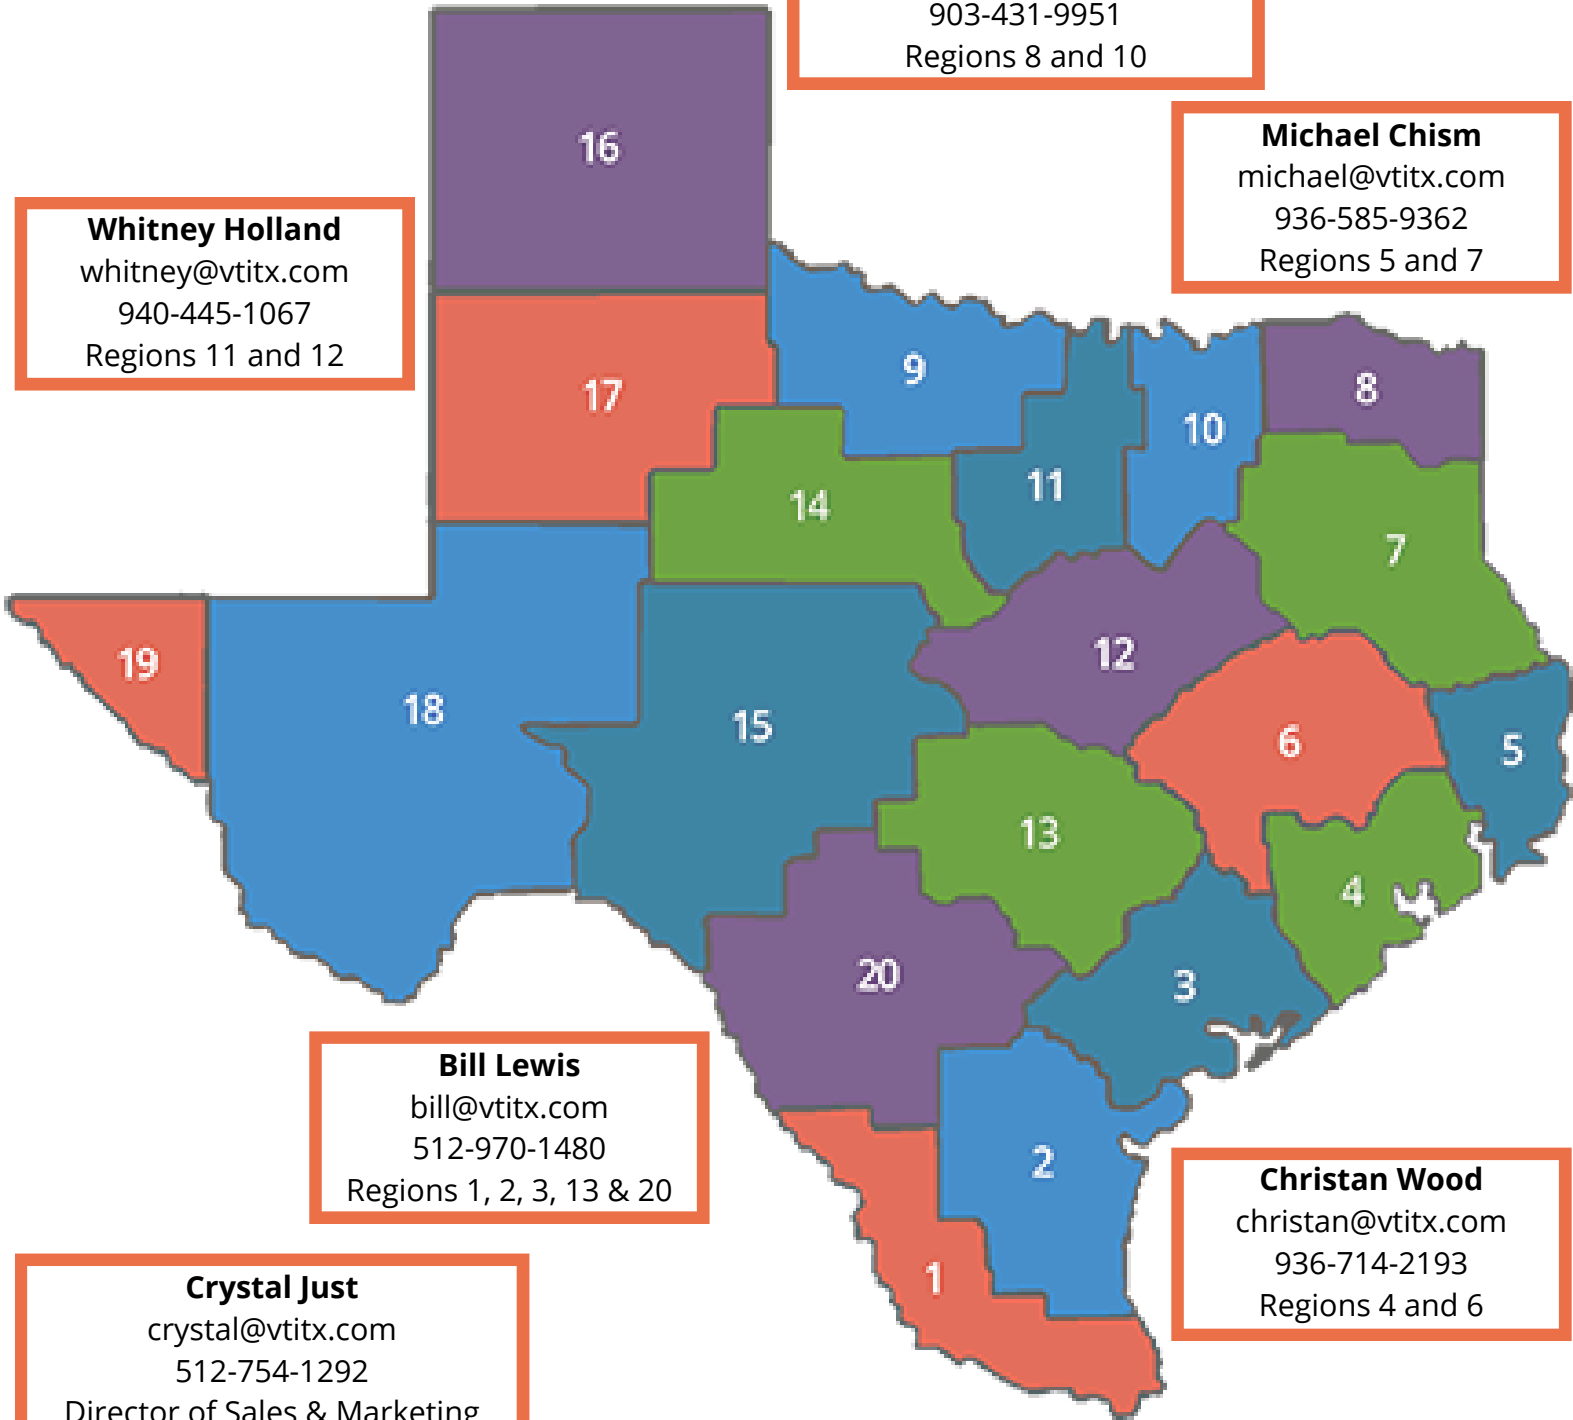 903-431-9951
Regions 8 and 10
Michael Chism
michael@vtitx.com
936-585-9362
Regions 5 and 7
Whitney Holland
whitney@vtitx.com
940-445-1067
Regions 11 and 12
16
17
9
8
10
11
14
7
12
19
18
15
6
5
13
4
20
3
2
1
Bill Lewis
bill@vtitx.com
512-970-1480
Regions 1, 2, 3, 13 & 20
Christan Wood
christan@vtitx.com
936-714-2193
Regions 4 and 6
Crystal Just
crystal@vtitx.com
512-754-1292
Director of Sales & Marketing